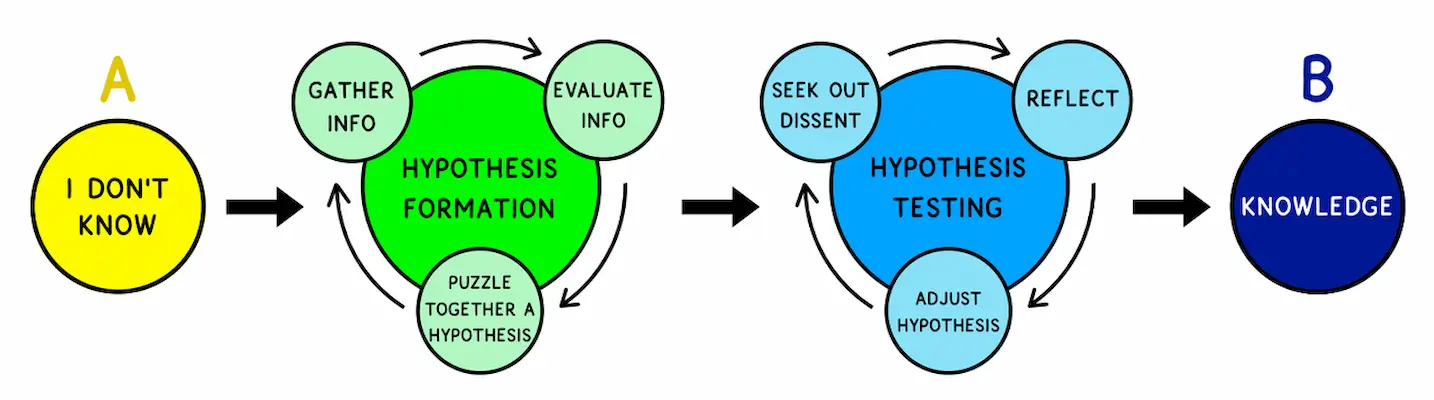 A
I DON'T
KNOW
GATHER
INFO
EVALUATE
INFO
HYPOTHESIS
FORMATION
PUZZLE
TOGETHER A
HYPOTHESIS
SEEK OUT
DISSENT
REFLECT
HYPOTHESIS
TESTING
ADJUST
HYPOTHESIS
B
KNOWLEDGE